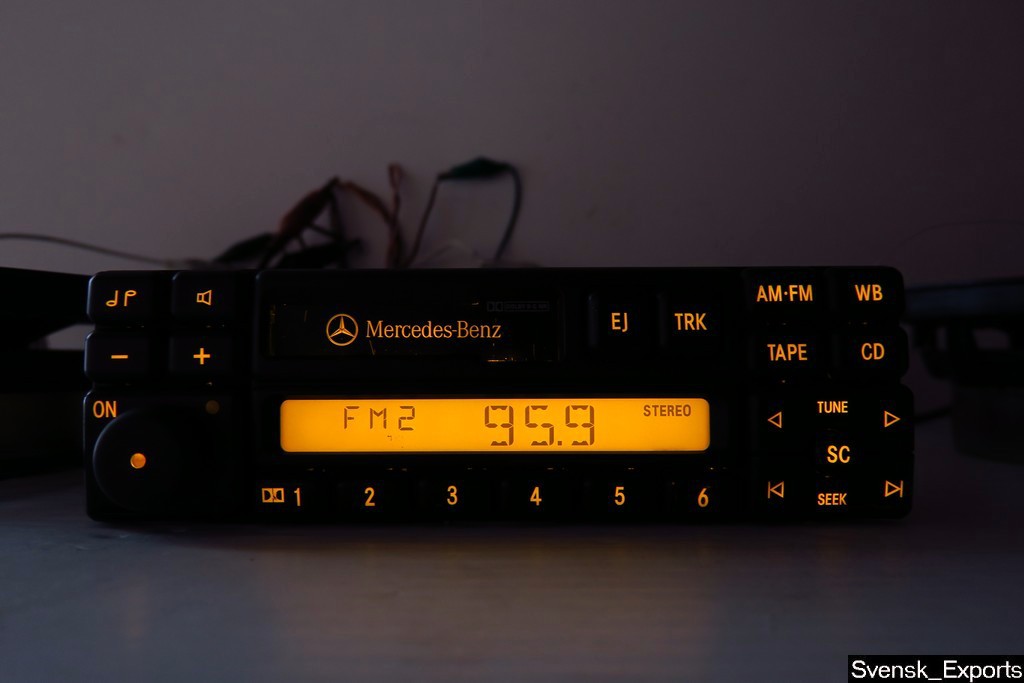 AM·FM WB
Mercedes-Benz EJ TRK
TAPE CD
ON
FM2 95.9 STEREO
TUNE
SC
1 2 3 4 5 6
SEEK
Svensk_Exports